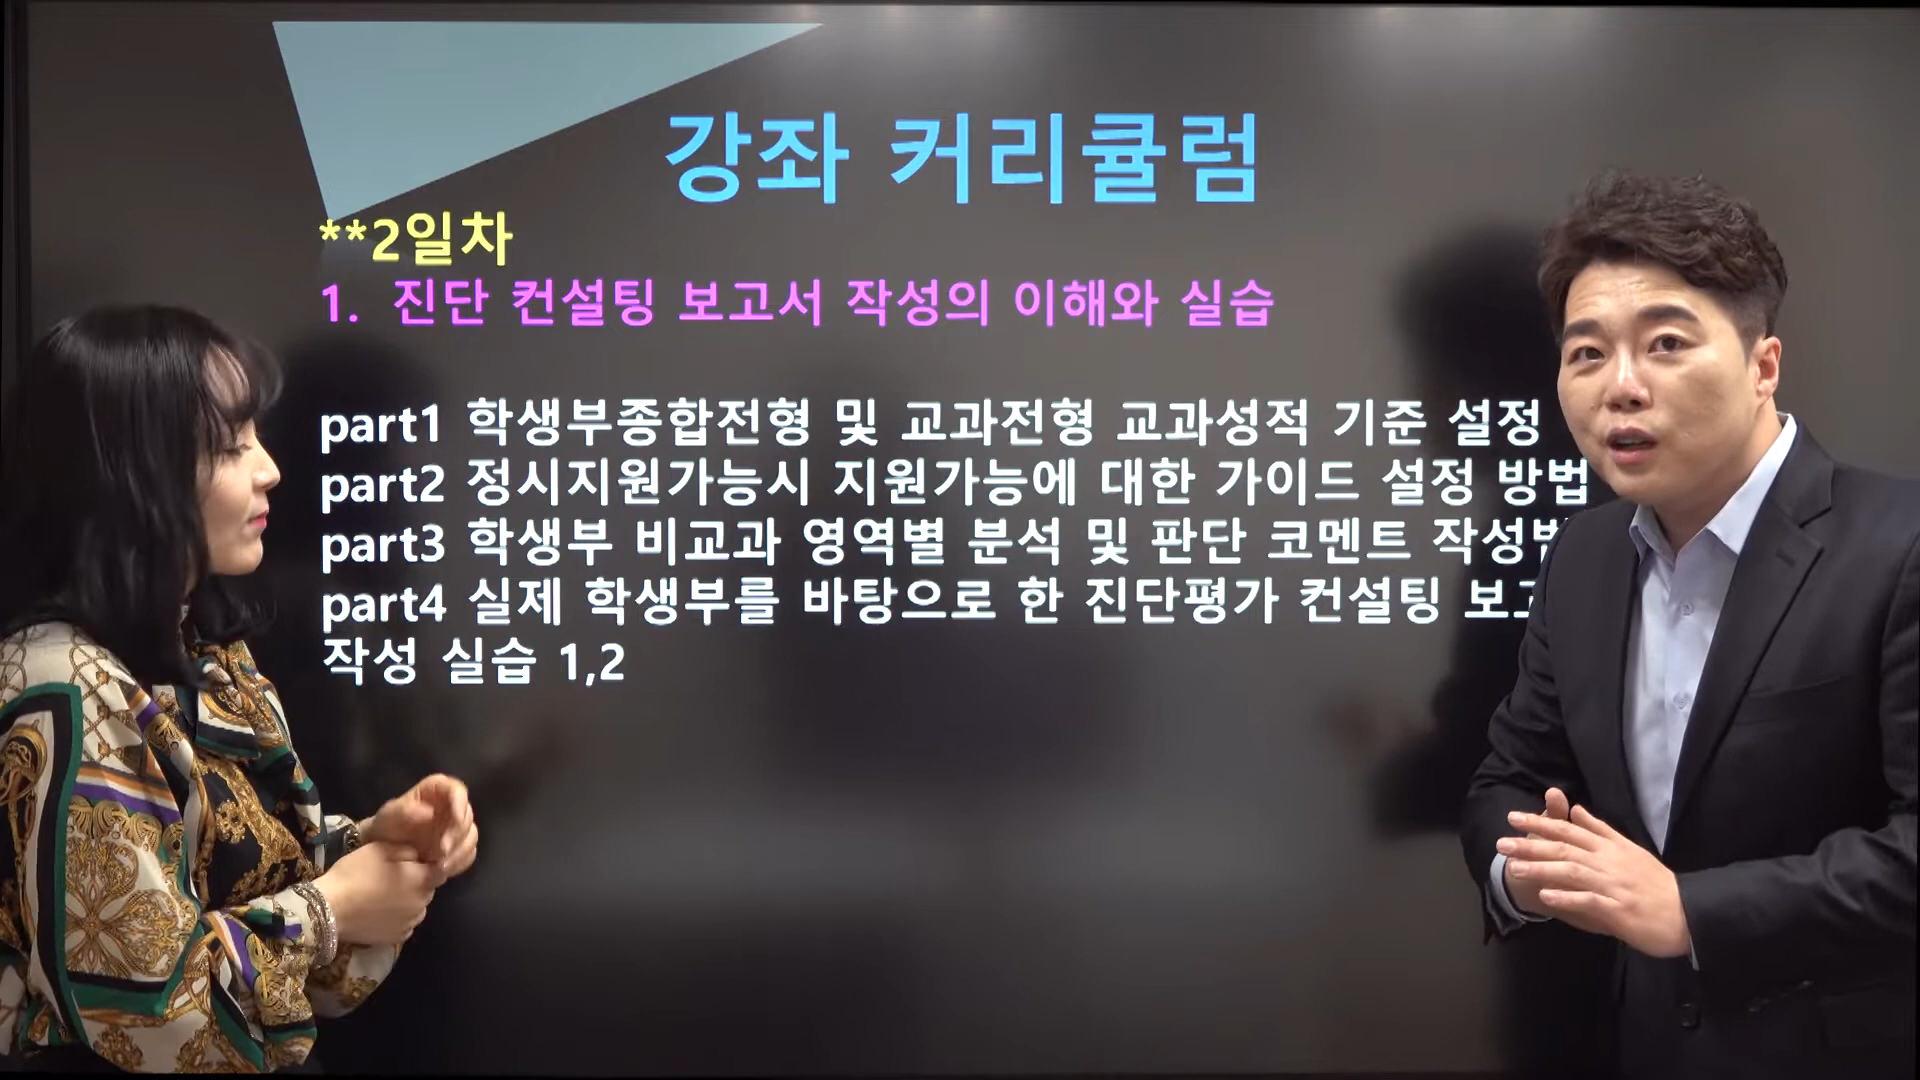 강좌 커리큘럼
**2일차
1. 진단 컨설팅 보고서 작성의 이해와 실습
part1 학생부종합전형 및 교과전형 교과성적 기준 설정
part2 정시지원가능시 지원가능에 대한 가이드 설정 방법
part3 학생부 비교과 영역별 분석 및 판단 코멘트
part4 실제 학생부를 바탕으로 한 진단평가 컨설팅
작성 실습 1,2